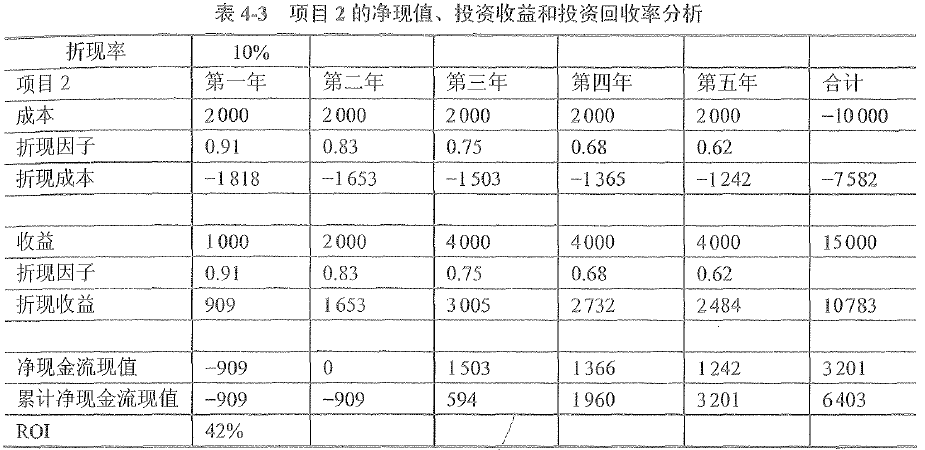 表 4-3 项目 2 的净现值、投资收益和投资回收率分析
折现率 10%
项目 2 第一年 第二年 第三年 第四年 第五年 合计
成本 2000 2000 2000 2000 2000 −10000
折现因子 0.91 0.83 0.75 0.68 0.62
折现成本 −1818 −1653 −1503 −1365 −1242 −7582
收益 1000 2000 4000 4000 4000 15000
折现因子 0.91 0.83 0.75 0.68 0.62
折现收益 909 1653 3005 2732 2484 10783
净现金流现值 −909 0 1503 1366 1242 3201
累计净现金流现值 −909 −909 594 1960 3201 6403
ROI 42%